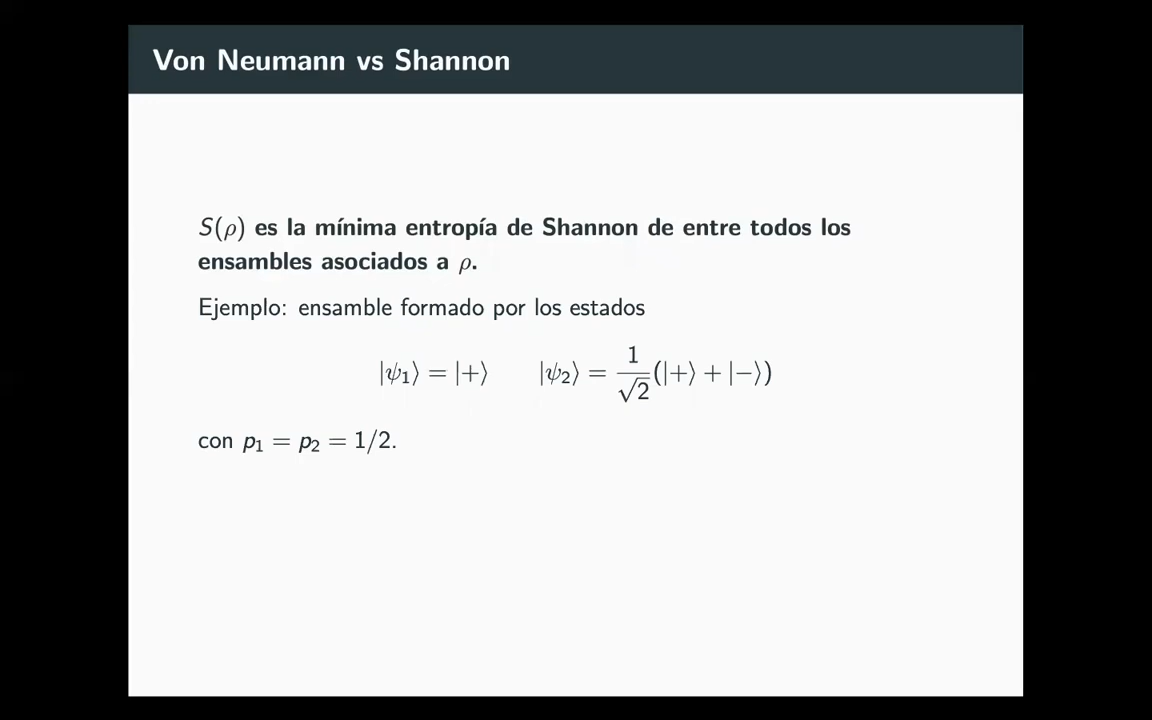 Von Neumann vs Shannon
S(ρ) es la mínima entropía de Shannon de entre todos los
ensambles asociados a ρ.
Ejemplo: ensamble formado por los estados
|ψ₁⟩ = |+⟩  |ψ₂⟩ = 1/√2 (|+⟩ + |−⟩)
con p₁ = p₂ = 1/2.